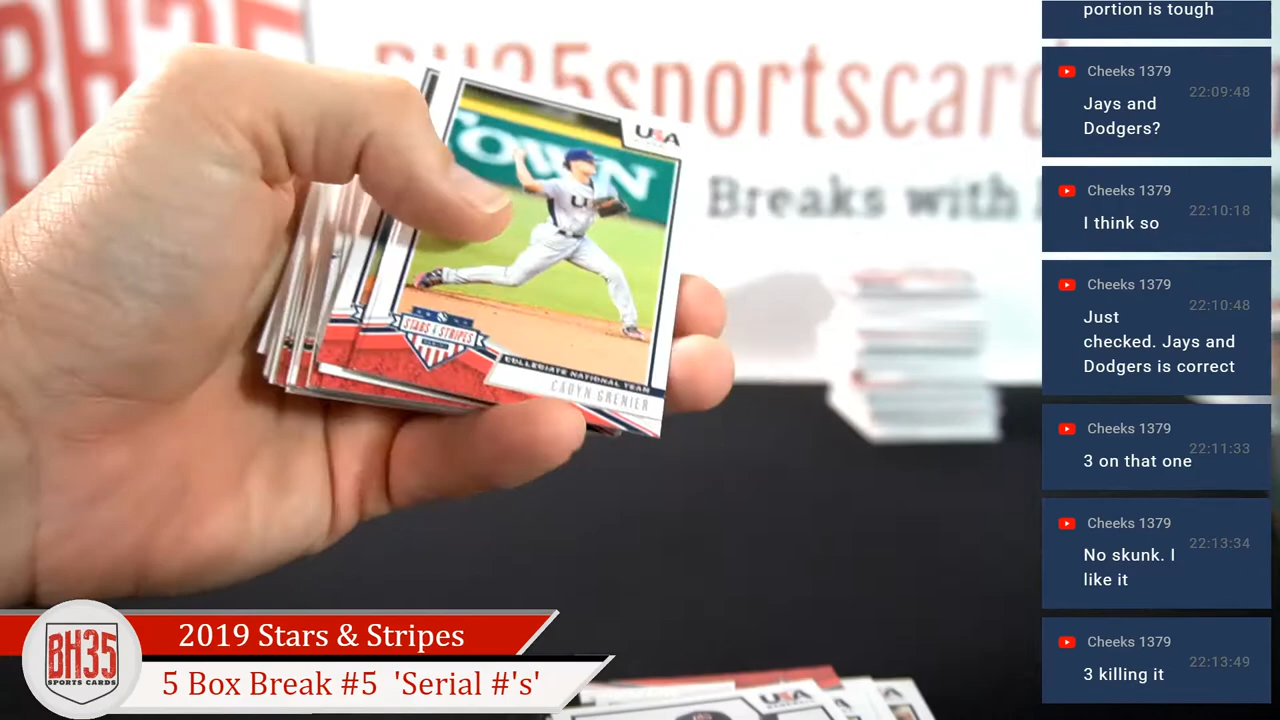 BH35
BH35sportscard
Breaks with
TOWN
USA
STARS & STRIPES
COLLEGIATE NATIONAL TEAM
CADYN GRENIER
USA
2019 Stars & Stripes
5 Box Break #5 'Serial #'s'
BH35
SPORTS CARDS
portion is tough
Cheeks 1379
22:09:48
Jays and
Dodgers?
Cheeks 1379
22:10:18
I think so
Cheeks 1379
22:10:48
Just
checked. Jays and
Dodgers is correct
Cheeks 1379
22:11:33
3 on that one
Cheeks 1379
22:13:34
No skunk. I
like it
Cheeks 1379
22:13:49
3 killing it